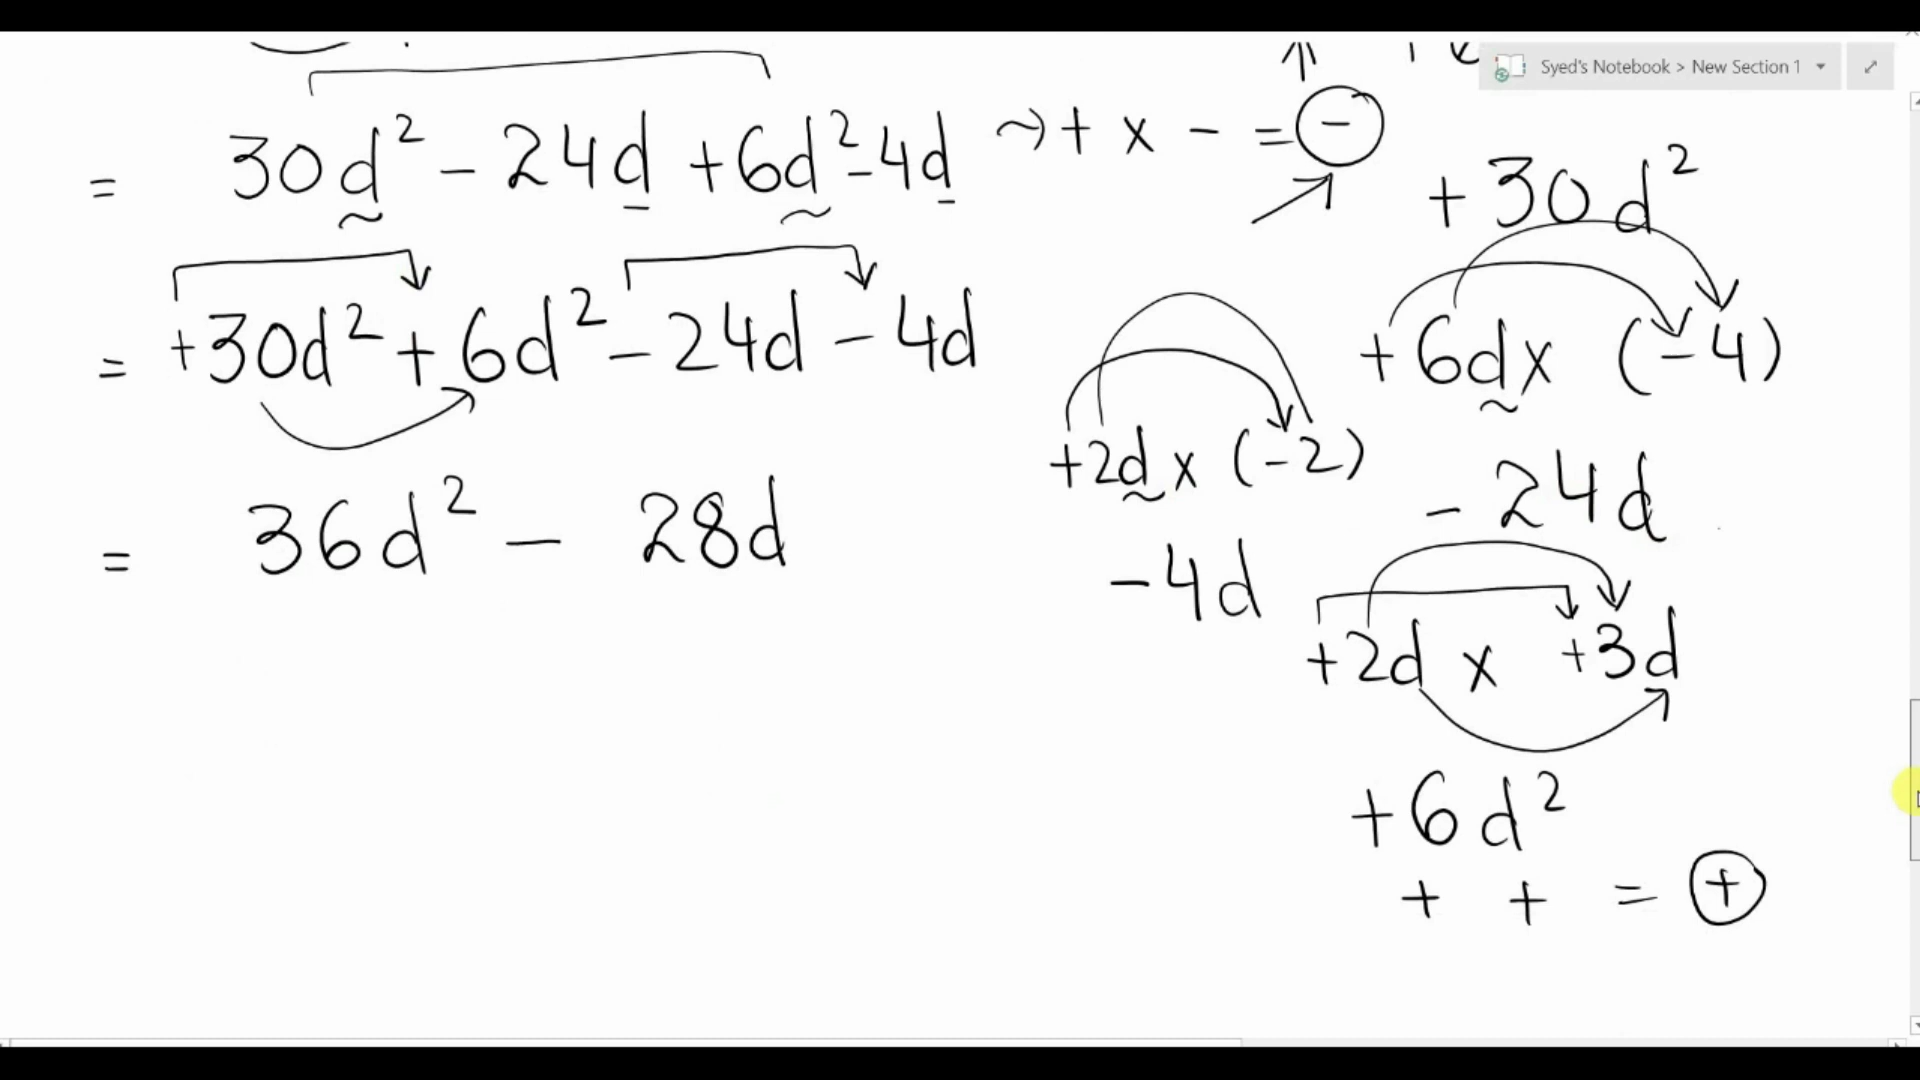 Syed's Notebook > New Section 1
= 30d² - 24d + 6d² - 4d ~> + x - = -
+ 30d²
= +30d² + 6d² - 24d - 4d
+6dx (-4)
+2d x (-2)
- 24d
= 36d² - 28d
-4d
+2d x +3d
+6d²
+ + = +